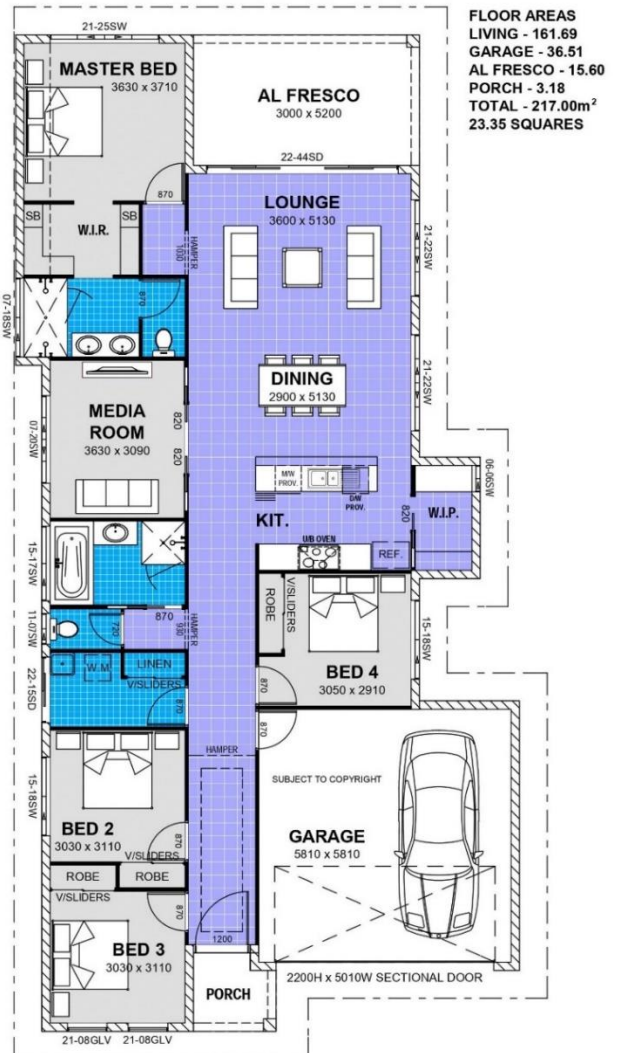 FLOOR AREAS
LIVING - 161.69
GARAGE - 36.51
AL FRESCO - 15.60
PORCH - 3.18
TOTAL - 217.00m²
23.35 SQUARES
21-25SW
MASTER BED
3630 x 3710
AL FRESCO
3000 x 5200
22-44SD
870
LOUNGE
3600 x 5130
SB
W.I.R.
SB
HAMPER
1030
21-22SW
07-18SW
670
DINING
2900 x 5130
21-22SW
MEDIA
ROOM
3630 x 3090
820
820
07-20SW
M/W
PROV.
D/W
PROV.
06-06SW
KIT.
820
W.I.P.
U/B OVEN
REF.
15-17SW
870
HAMPER
930
11-07SW
720
ROBE
V/SLIDERS
BED 4
3050 x 2910
15-18SW
W.M
LINEN
V/SLIDERS
22-15SD
870
870
870
HAMPER
SUBJECT TO COPYRIGHT
15-18SW
BED 2
3030 x 3110
870
V/SLIDERS
GARAGE
5810 x 5810
ROBE
ROBE
V/SLIDERS
870
BED 3
3030 x 3110
1200
PORCH
2200H x 5010W SECTIONAL DOOR
21-08GLV
21-08GLV